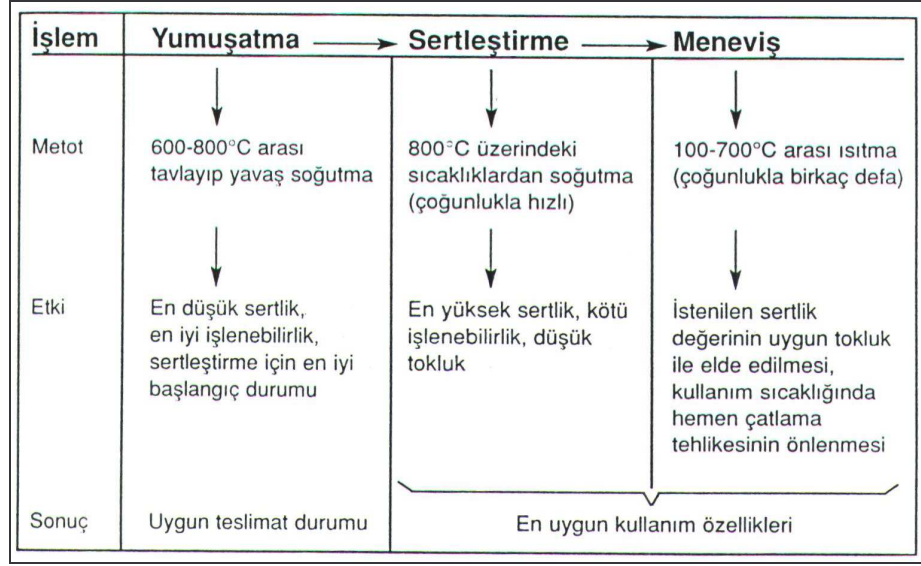 İşlem
Yumuşatma
Sertleştirme
Meneviş
Metot
600-800°C arası
tavlayıp yavaş soğutma
800°C üzerindeki
sıcaklıklardan soğutma
(çoğunlukla hızlı)
100-700°C arası ısıtma
(çoğunlukla birkaç defa)
Etki
En düşük sertlik,
en iyi işlenebilirlik,
sertleştirme için en iyi
başlangıç durumu
En yüksek sertlik, kötü
işlenebilirlik, düşük
tokluk
İstenilen sertlik
değerinin uygun tokluk
ile elde edilmesi,
kullanım sıcaklığında
hemen çatlama
tehlikesinin önlenmesi
Sonuç
Uygun teslimat durumu
En uygun kullanım özellikleri